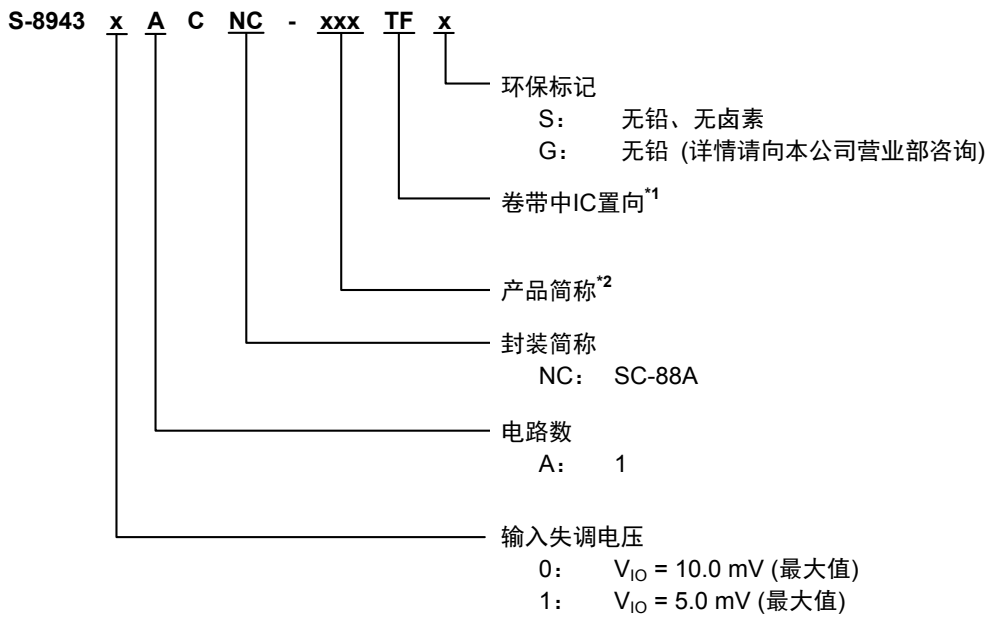 S-8943 x A C NC - xxx TF x
环保标记
S： 无铅、无卤素
G： 无铅 (详情请向本公司营业部咨询)
卷带中IC置向*1
产品简称*2
封装简称
NC： SC-88A
电路数
A： 1
输入失调电压
0： VIO = 10.0 mV (最大值)
1： VIO = 5.0 mV (最大值)